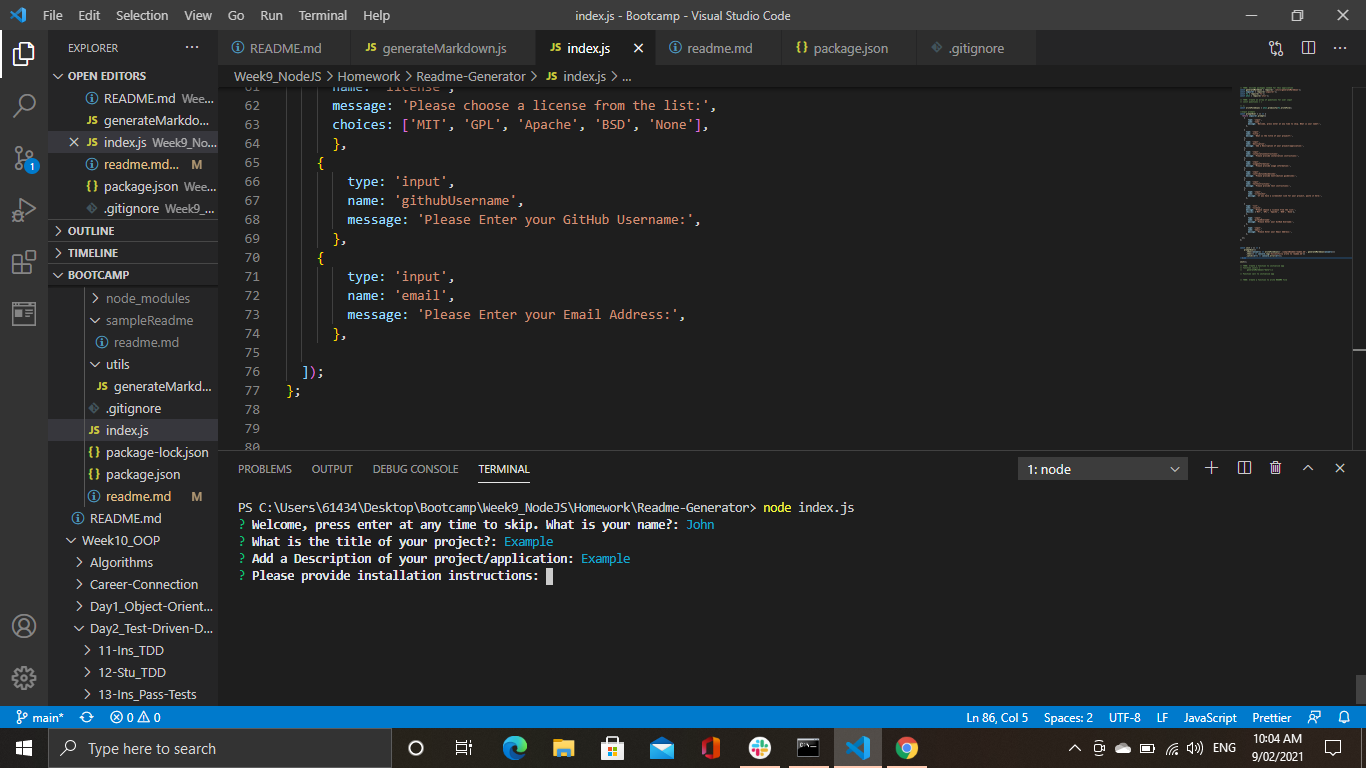 File Edit Selection View Go Run Terminal Help
index.js - Bootcamp - Visual Studio Code
EXPLORER
OPEN EDITORS
README.md Wee...
generateMarkdo...
index.js Week9_No...
readme.md... M
package.json Wee...
.gitignore Week9_...
OUTLINE
TIMELINE
BOOTCAMP
node_modules
sampleReadme
readme.md
utils
generateMarkd...
.gitignore
index.js
package-lock.json
package.json
readme.md M
README.md
Week10_OOP
Algorithms
Career-Connection
Day1_Object-Orient...
Day2_Test-Driven-D...
11-Ins_TDD
12-Stu_TDD
13-Ins_Pass-Tests
1
README.md
JS generateMarkdown.js
JS index.js
readme.md
{} package.json
.gitignore
Week9_NodeJS > Homework > Readme-Generator > JS index.js > ...
61 name: 'license',
62 message: 'Please choose a license from the list:',
63 choices: ['MIT', 'GPL', 'Apache', 'BSD', 'None'],
64 },
65 {
66 type: 'input',
67 name: 'githubUsername',
68 message: 'Please Enter your GitHub Username:',
69 },
70 {
71 type: 'input',
72 name: 'email',
73 message: 'Please Enter your Email Address:',
74 },
75
76 ]);
77 };
78
79
80
PROBLEMS OUTPUT DEBUG CONSOLE TERMINAL
1: node
PS C:\Users\61434\Desktop\Bootcamp\Week9_NodeJS\Homework\Readme-Generator> node index.js
? Welcome, press enter at any time to skip. What is your name?: John
? What is the title of your project?: Example
? Add a Description of your project/application: Example
? Please provide installation instructions:
main* 0 0
Ln 86, Col 5 Spaces: 2 UTF-8 LF JavaScript Prettier
Type here to search
ENG
10:04 AM
9/02/2021